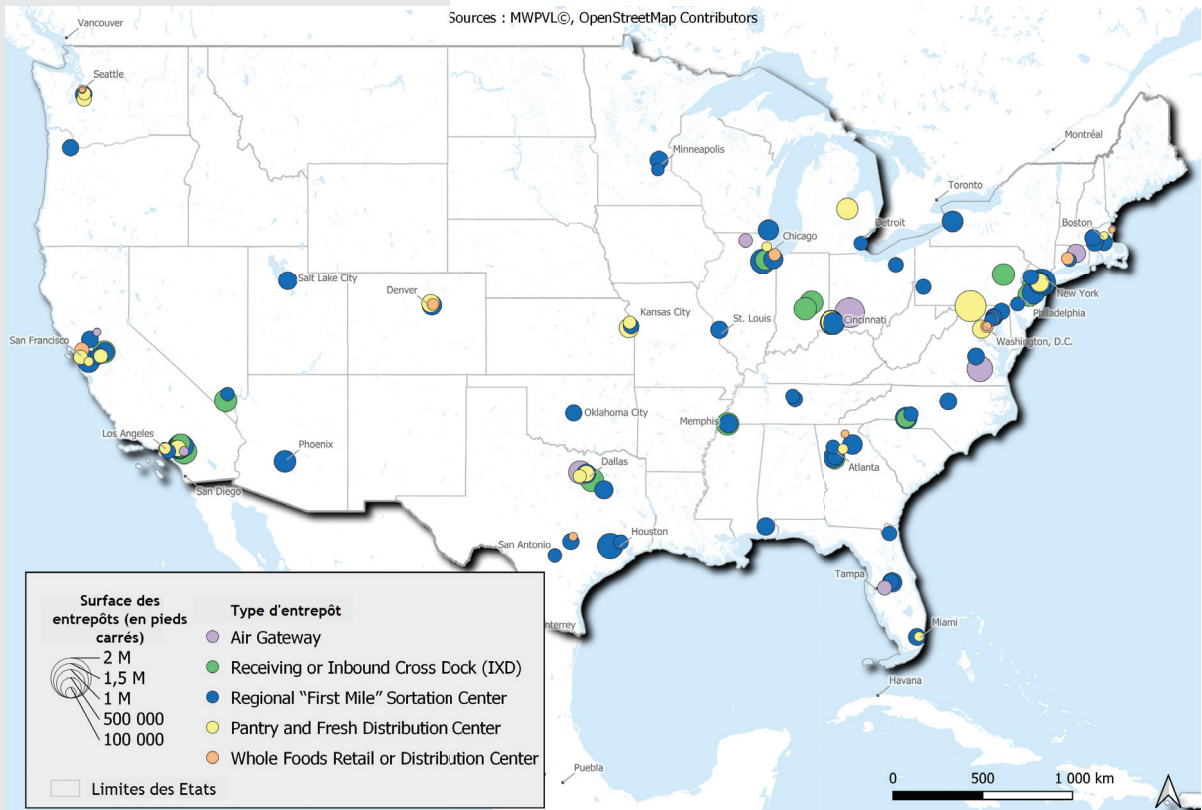 Sources : MWPVL©, OpenStreetMap Contributors
Vancouver
Seattle
Montréal
Minneapolis
Toronto
Boston
Detroit
Chicago
Salt Lake City
Denver
New York
Kansas City
St. Louis
Cincinnati
Philadelphia
Washington, D.C.
San Francisco
Oklahoma City
Memphis
Los Angeles
Phoenix
Dallas
Atlanta
San Diego
Houston
San Antonio
Tampa
Miami
nterrey
Havana
Puebla
Surface des
entrepôts (en pieds
carrés)
2 M
1,5 M
1 M
500 000
100 000
Type d'entrepôt
Air Gateway
Receiving or Inbound Cross Dock (IXD)
Regional “First Mile” Sortation Center
Pantry and Fresh Distribution Center
Whole Foods Retail or Distribution Center
Limites des Etats
0 500 1 000 km